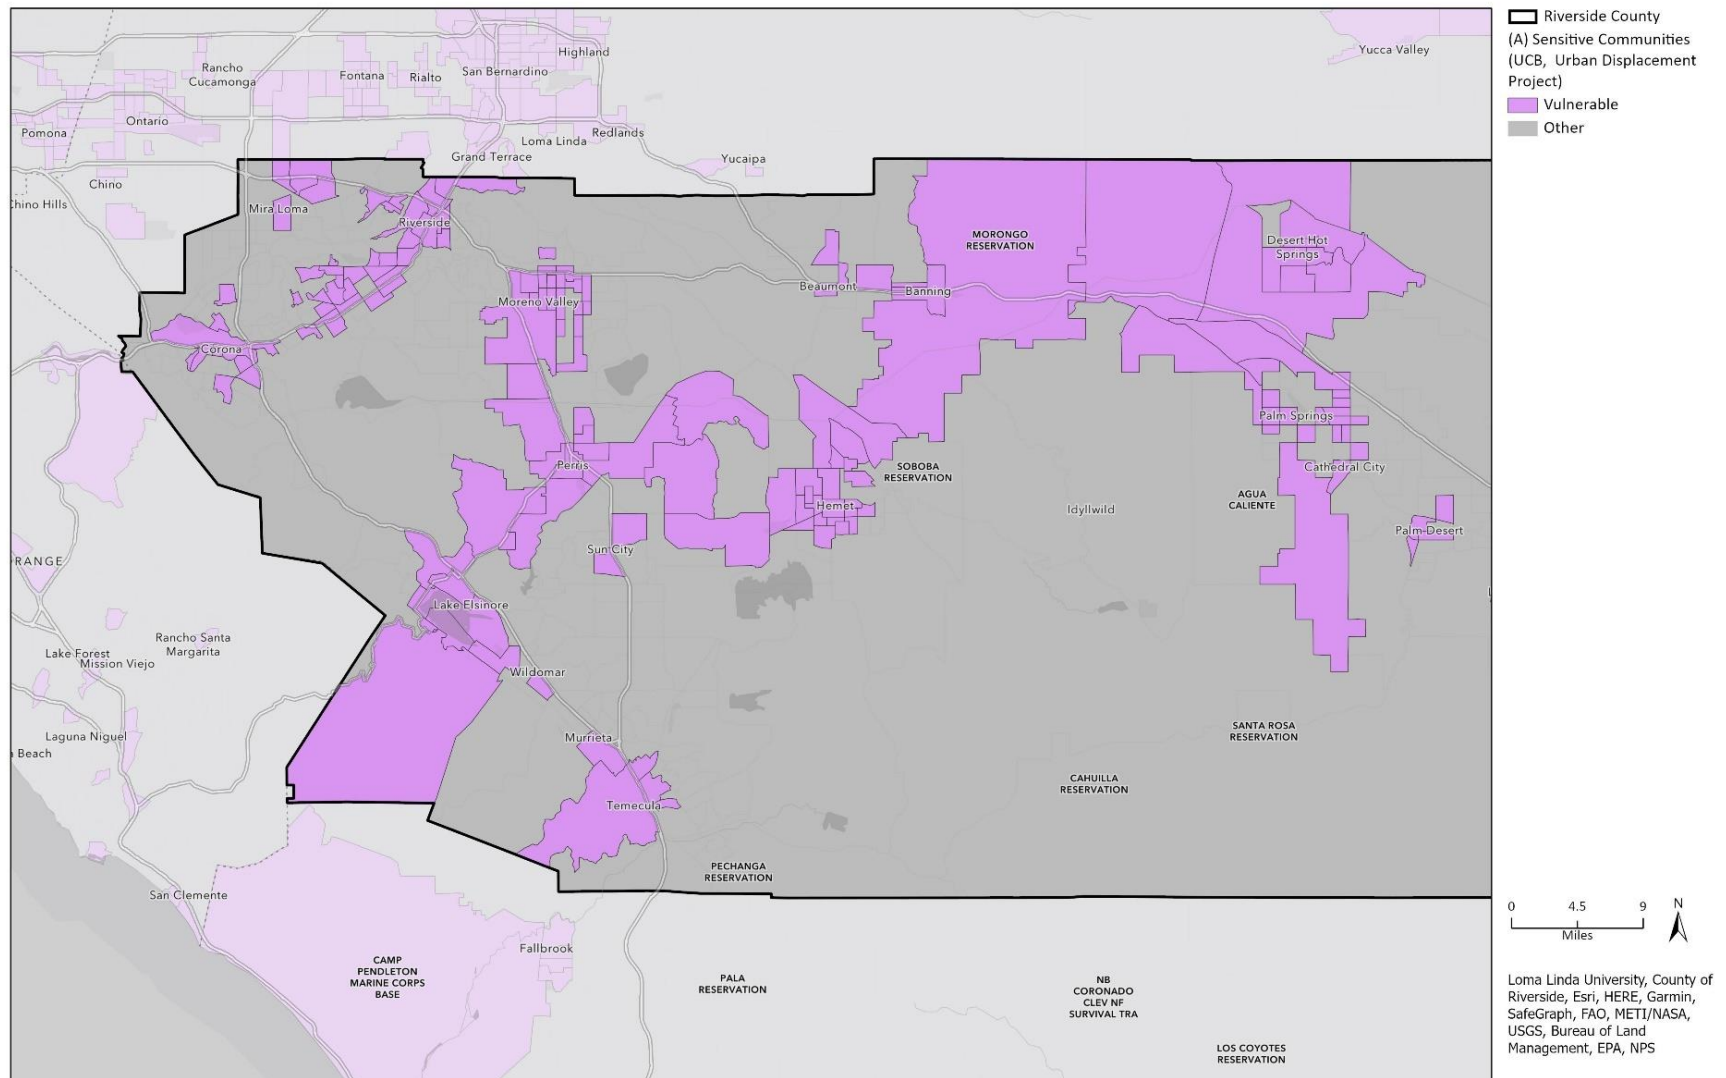 Riverside County
(A) Sensitive Communities
(UCB, Urban Displacement
Project)
Vulnerable
Other
Highland
Yucca Valley
Rancho
Cucamonga
Fontana
Rialto
San Bernardino
Ontario
Pomona
Loma Linda
Redlands
Grand Terrace
Yucaipa
Chino
Chino Hills
Mira Loma
Riverside
MORONGO
RESERVATION
Desert Hot
Springs
Beaumont
Banning
Moreno Valley
Corona
Palm Springs
Perris
SOBOBA
RESERVATION
Cathedral City
Hemet
Idyllwild
AGUA
CALIENTE
Palm Desert
Sun City
RANGE
Lake Elsinore
Rancho Santa
Margarita
Lake Forest
Mission Viejo
Wildomar
Laguna Niguel
Beach
Murrieta
SANTA ROSA
RESERVATION
CAHUILLA
RESERVATION
Temecula
PECHANGA
RESERVATION
San Clemente
Fallbrook
CAMP
PENDLETON
MARINE CORPS
BASE
PALA
RESERVATION
NB
CORONADO
CLEV NF
SURVIVAL TRA
LOS COYOTES
RESERVATION
0 4.5 9
Miles
N
Loma Linda University, County of
Riverside, Esri, HERE, Garmin,
SafeGraph, FAO, METI/NASA,
USGS, Bureau of Land
Management, EPA, NPS